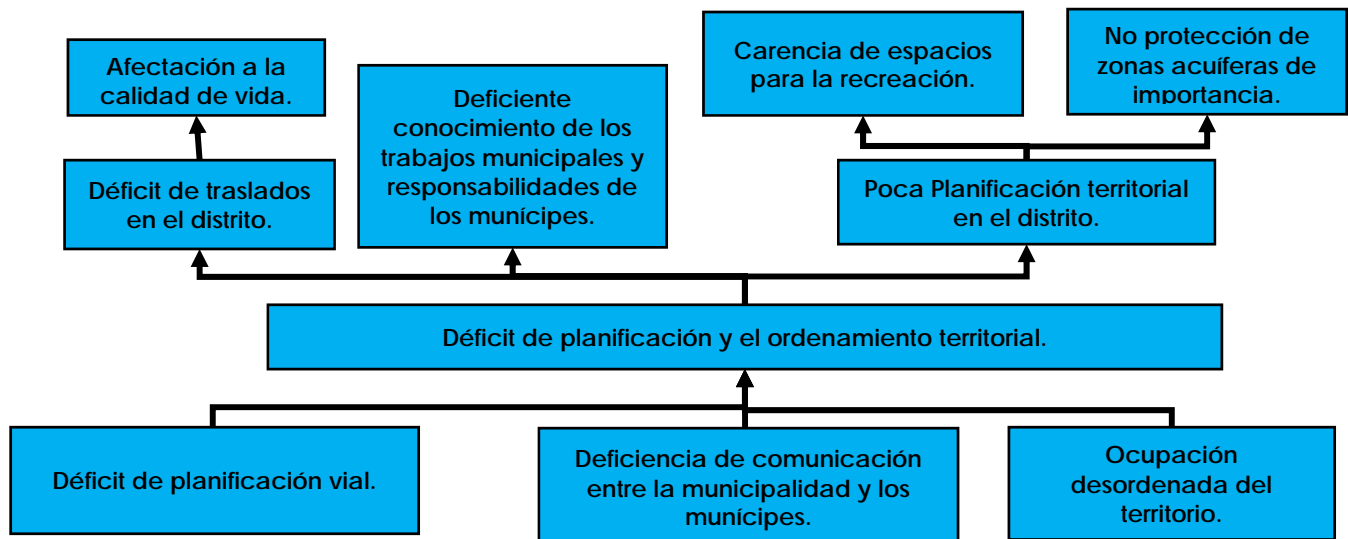 Afectación a la
calidad de vida.
Deficiente
conocimiento de los
trabajos municipales y
responsabilidades de
los munícipes.
Carencia de espacios
para la recreación.
No protección de
zonas acuíferas de
importancia.
Déficit de traslados
en el distrito.
Poca Planificación territorial
en el distrito.
Déficit de planificación y el ordenamiento territorial.
Déficit de planificación vial.
Deficiencia de comunicación
entre la municipalidad y los
munícipes.
Ocupación
desordenada del
territorio.